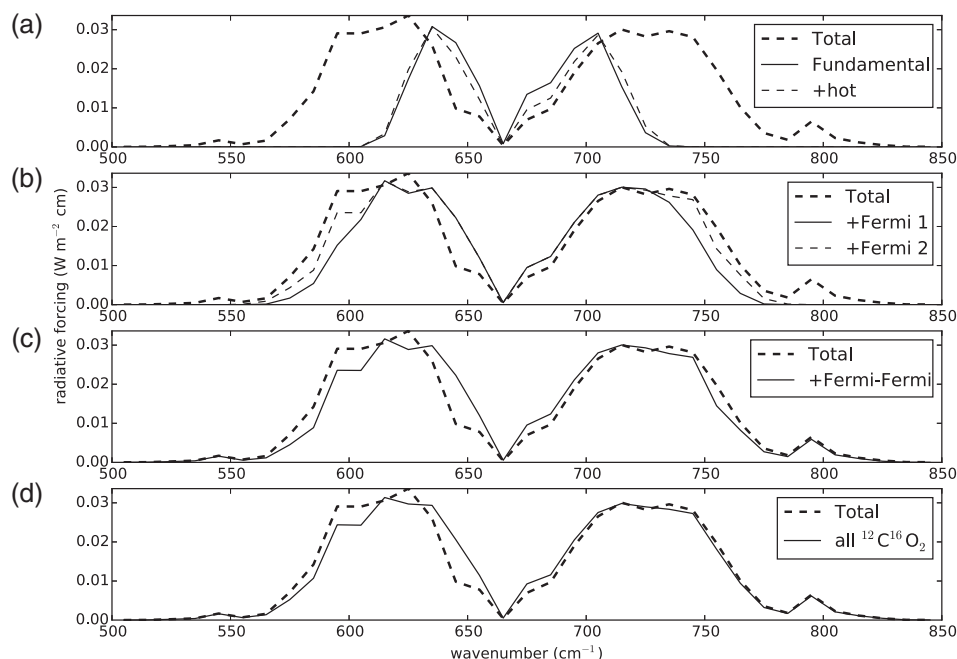 (a)
0.03
0.02
0.01
0.00
500 550 600 650 700 750 800 850
Total
Fundamental
+hot
(b)
0.03
0.02
0.01
0.00
500 550 600 650 700 750 800 850
Total
+Fermi 1
+Fermi 2
radiative forcing (W m⁻² cm)
(c)
0.03
0.02
0.01
0.00
500 550 600 650 700 750 800 850
Total
+Fermi-Fermi
(d)
0.03
0.02
0.01
0.00
500 550 600 650 700 750 800 850
Total
all ¹²C¹⁶O₂
wavenumber (cm⁻¹)